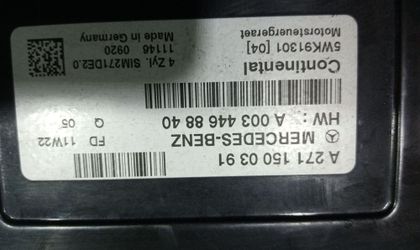 A 271 150 03 91
MERCEDES-BENZ
HW : A 003 446 88 40
FD 11W22
Q 05
Continental
Motorsteuergeraet
5WK91301 [04]
4 Zyl. SIM271DE2.0
11146 0920
Made in Germany